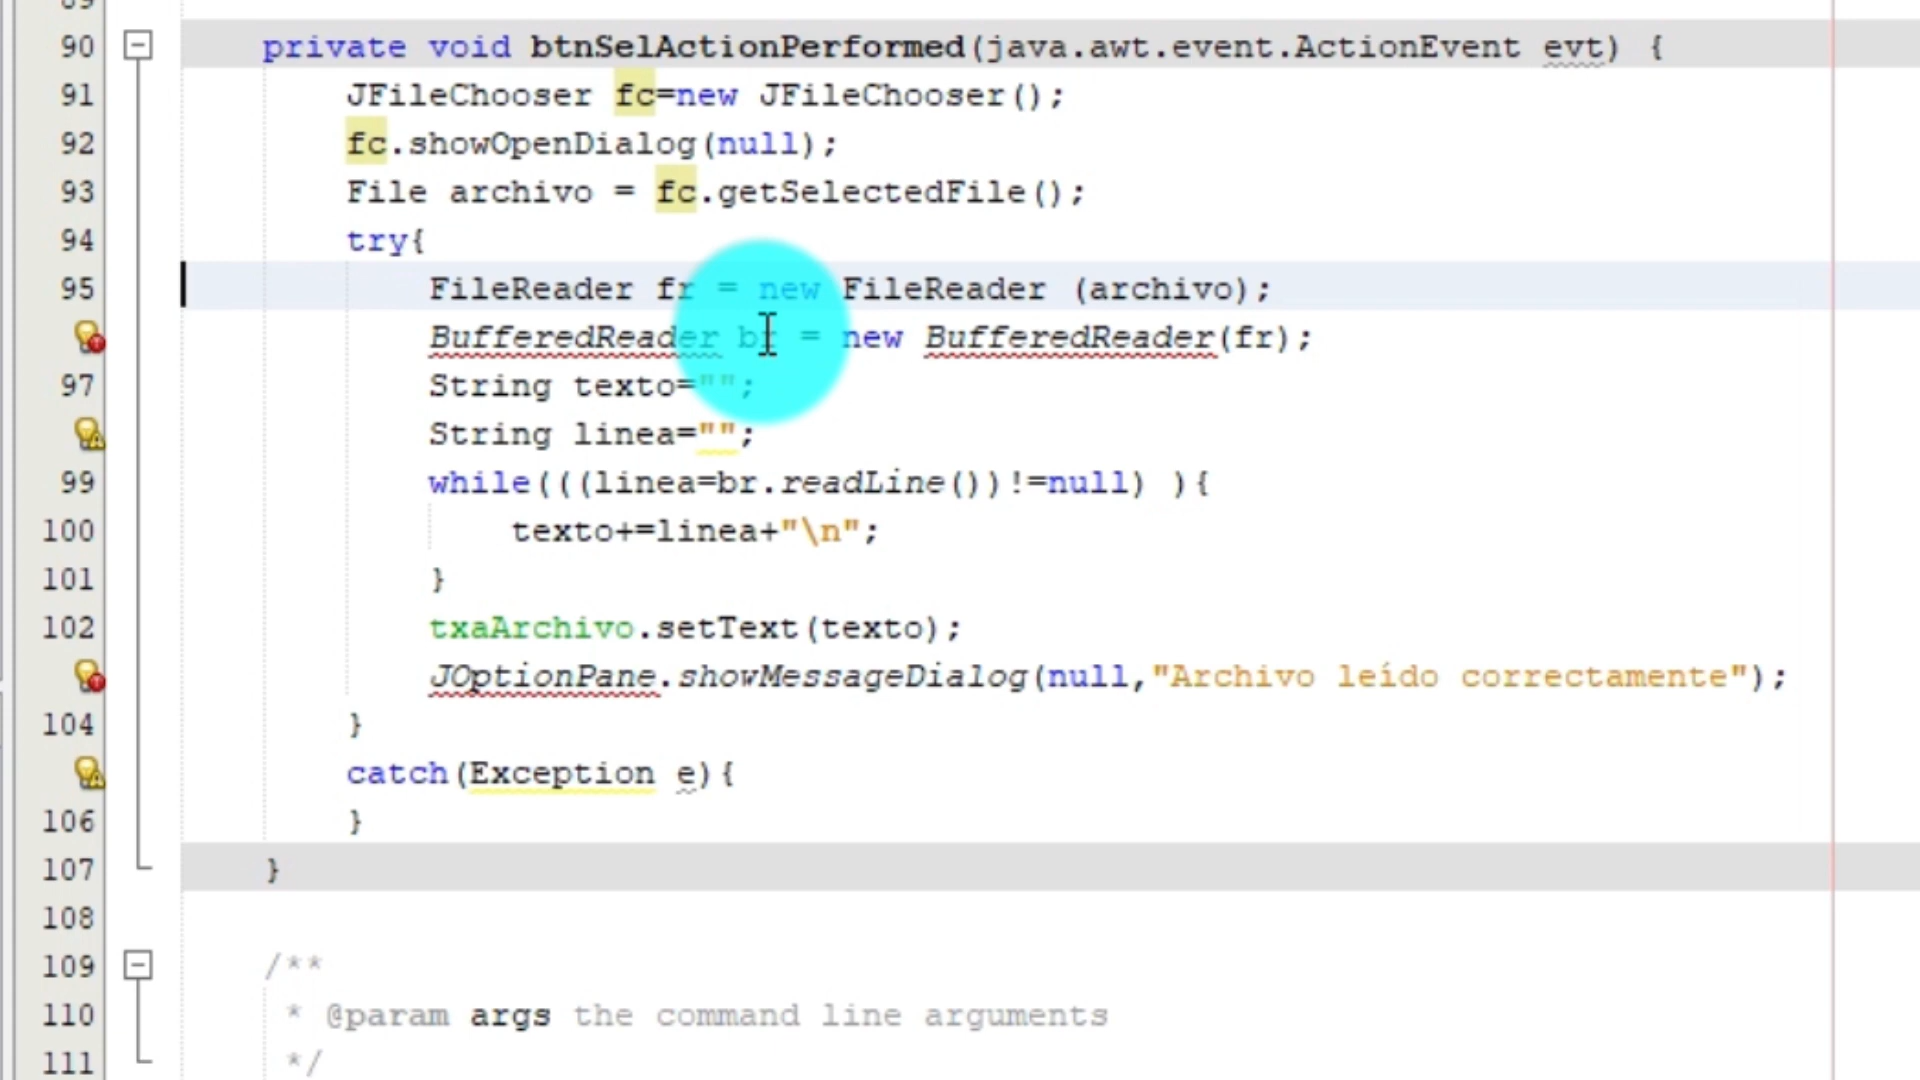 89
90 private void btnSelActionPerformed(java.awt.event.ActionEvent evt) {
91 JFileChooser fc=new JFileChooser();
92 fc.showOpenDialog(null);
93 File archivo = fc.getSelectedFile();
94 try{
95 FileReader fr = new FileReader (archivo);
BufferedReader br = new BufferedReader(fr);
97 String texto="";
String linea="";
99 while(((linea=br.readLine())!=null) ){
100 texto+=linea+"\n";
101 }
102 txaArchivo.setText(texto);
JOptionPane.showMessageDialog(null,"Archivo leído correctamente");
104 }
catch(Exception e){
106 }
107 }
108
109 /**
110 * @param args the command line arguments
111 */